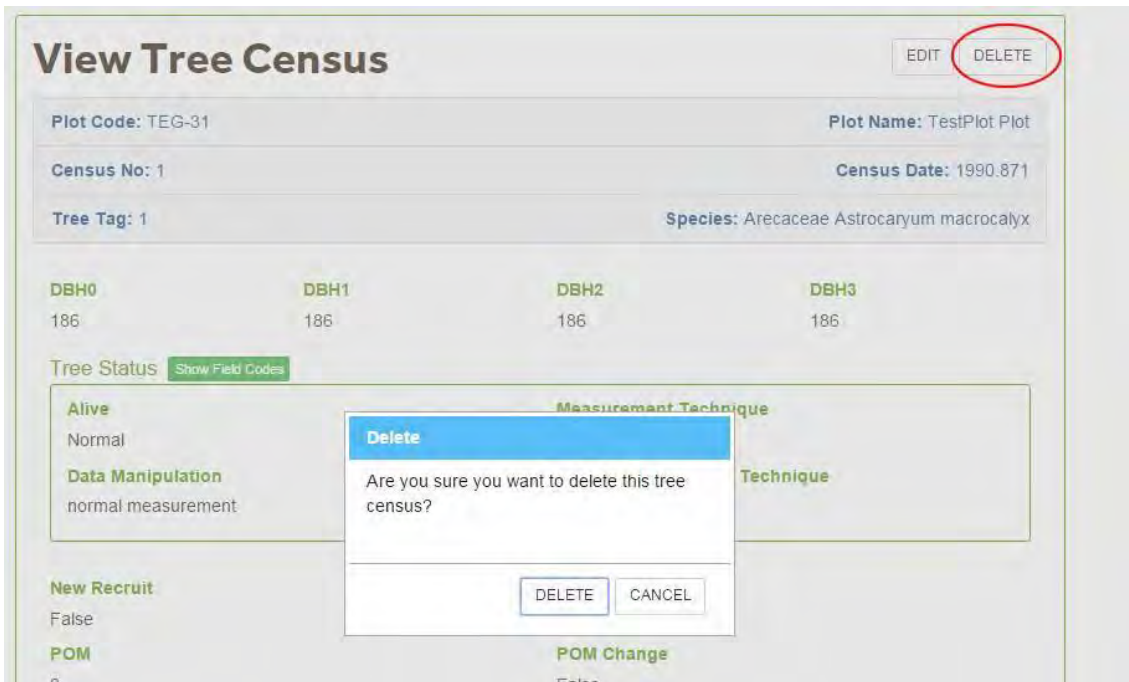 View Tree Census
EDIT DELETE
Plot Code: TEG-31 Plot Name: TestPlot Plot
Census No: 1 Census Date: 1990.871
Tree Tag: 1 Species: Arecaceae Astrocaryum macrocalyx
DBH0 DBH1 DBH2 DBH3
186 186 186 186
Tree Status Show Field Codes
Alive Measurement Technique
Normal
Delete
Data Manipulation Technique
normal measurement
Are you sure you want to delete this tree
census?
DELETE CANCEL
New Recruit
False
POM POM Change